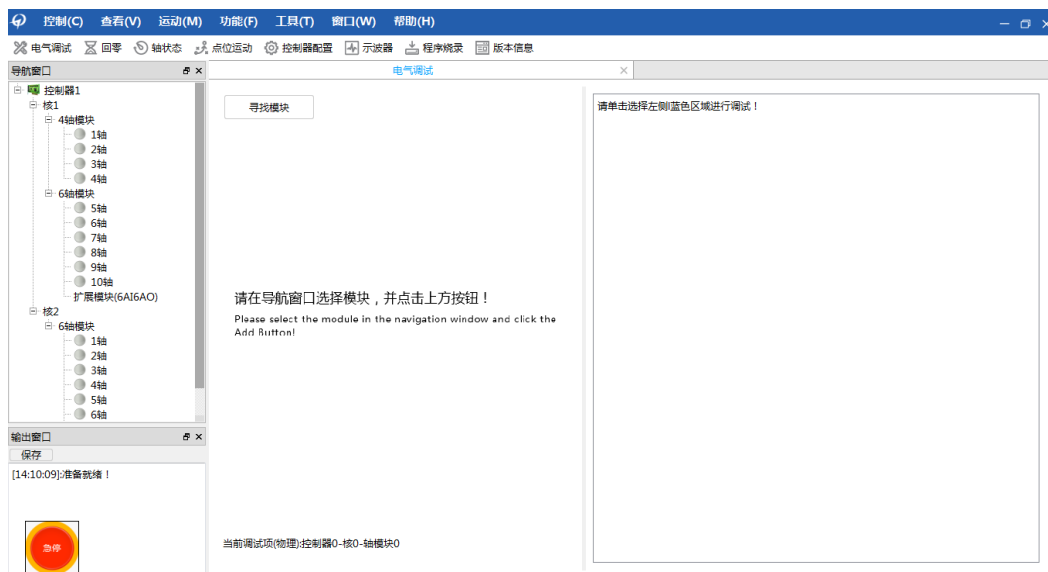 控制(C) 查看(V) 运动(M) 功能(F) 工具(T) 窗口(W) 帮助(H)
电气调试 回零 轴状态 点位运动 控制器配置 示波器 程序烧录 版本信息
导航窗口
电气调试
控制器1
核1
4轴模块
1轴
2轴
3轴
4轴
6轴模块
5轴
6轴
7轴
8轴
9轴
10轴
扩展模块(6AI6AO)
核2
6轴模块
1轴
2轴
3轴
4轴
5轴
6轴
输出窗口
保存
[14:10:09]:准备就绪！
急停
寻找模块
请在导航窗口选择模块，并点击上方按钮！
Please select the module in the navigation window and click the
Add Button!
当前调试项(物理):控制器0-核0-轴模块0
请单击选择左侧蓝色区域进行调试！